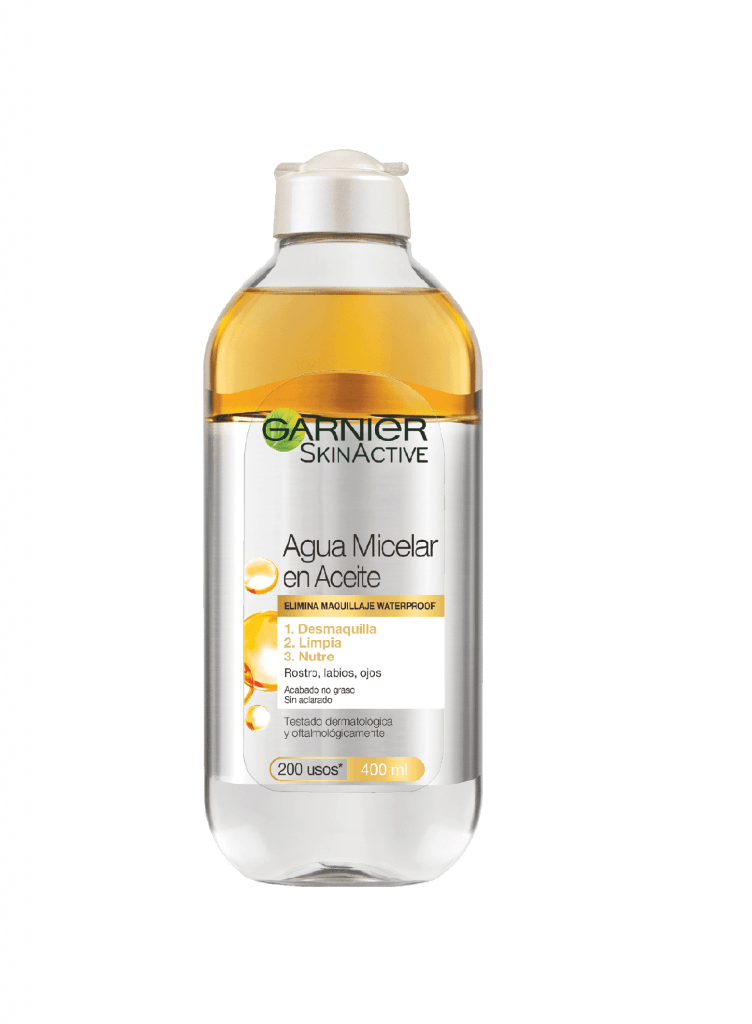 GARNIER
SKINACTIVE
Agua Micelar
en Aceite
ELIMINA MAQUILLAJE WATERPROOF
1. Desmaquilla
2. Limpia
3. Nutre
Rostro, labios, ojos
Acabado no graso
Sin aclarado
Testado dermatologica
y oftalmológicamente
200 usos* 400 ml